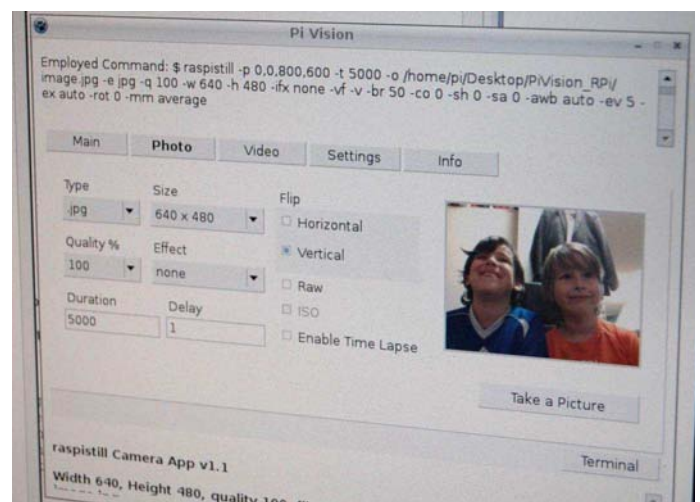 Pi Vision
Employed Command: $ raspistill -p 0,0,800,600 -t 5000 -o /home/pi/Desktop/PiVision_RPi/
image.jpg -e jpg -q 100 -w 640 -h 480 -ifx none -vf -v -br 50 -co 0 -sh 0 -sa 0 -awb auto -ev 5 -
ex auto -rot 0 -mm average
Main Photo Video Settings Info
Type Size Flip
.jpg 640 x 480 Horizontal
Quality % Effect Vertical
100 none Raw
Duration Delay ISO
5000 1 Enable Time Lapse
Take a Picture
Terminal
raspistill Camera App v1.1
Width 640, Height 480, quality 100,